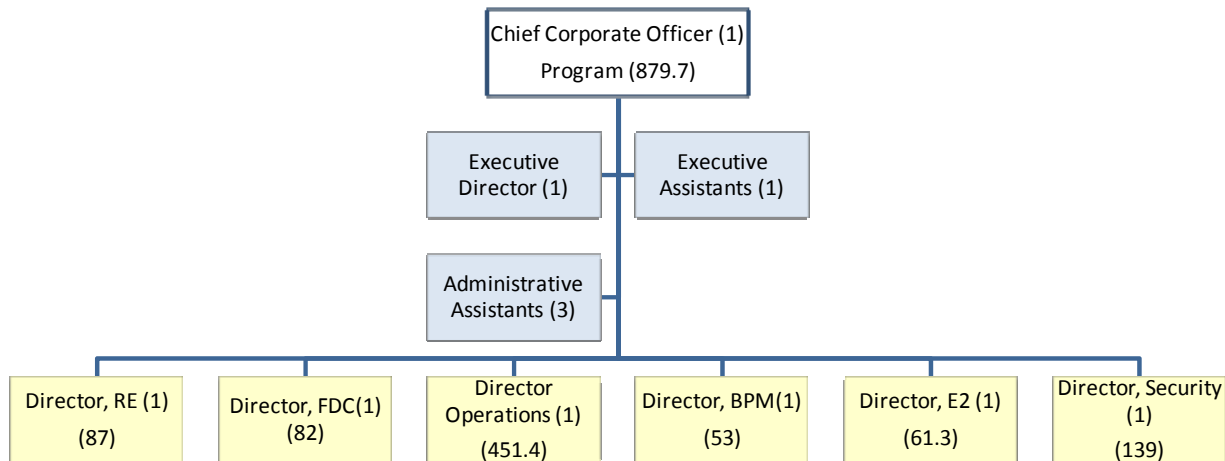 Chief Corporate Officer (1)
Program (879.7)
Executive
Director (1)
Executive
Assistants (1)
Administrative
Assistants (3)
Director, RE (1)
(87)
Director, FDC(1)
(82)
Director
Operations (1)
(451.4)
Director, BPM(1)
(53)
Director, E2 (1)
(61.3)
Director, Security
(1)
(139)